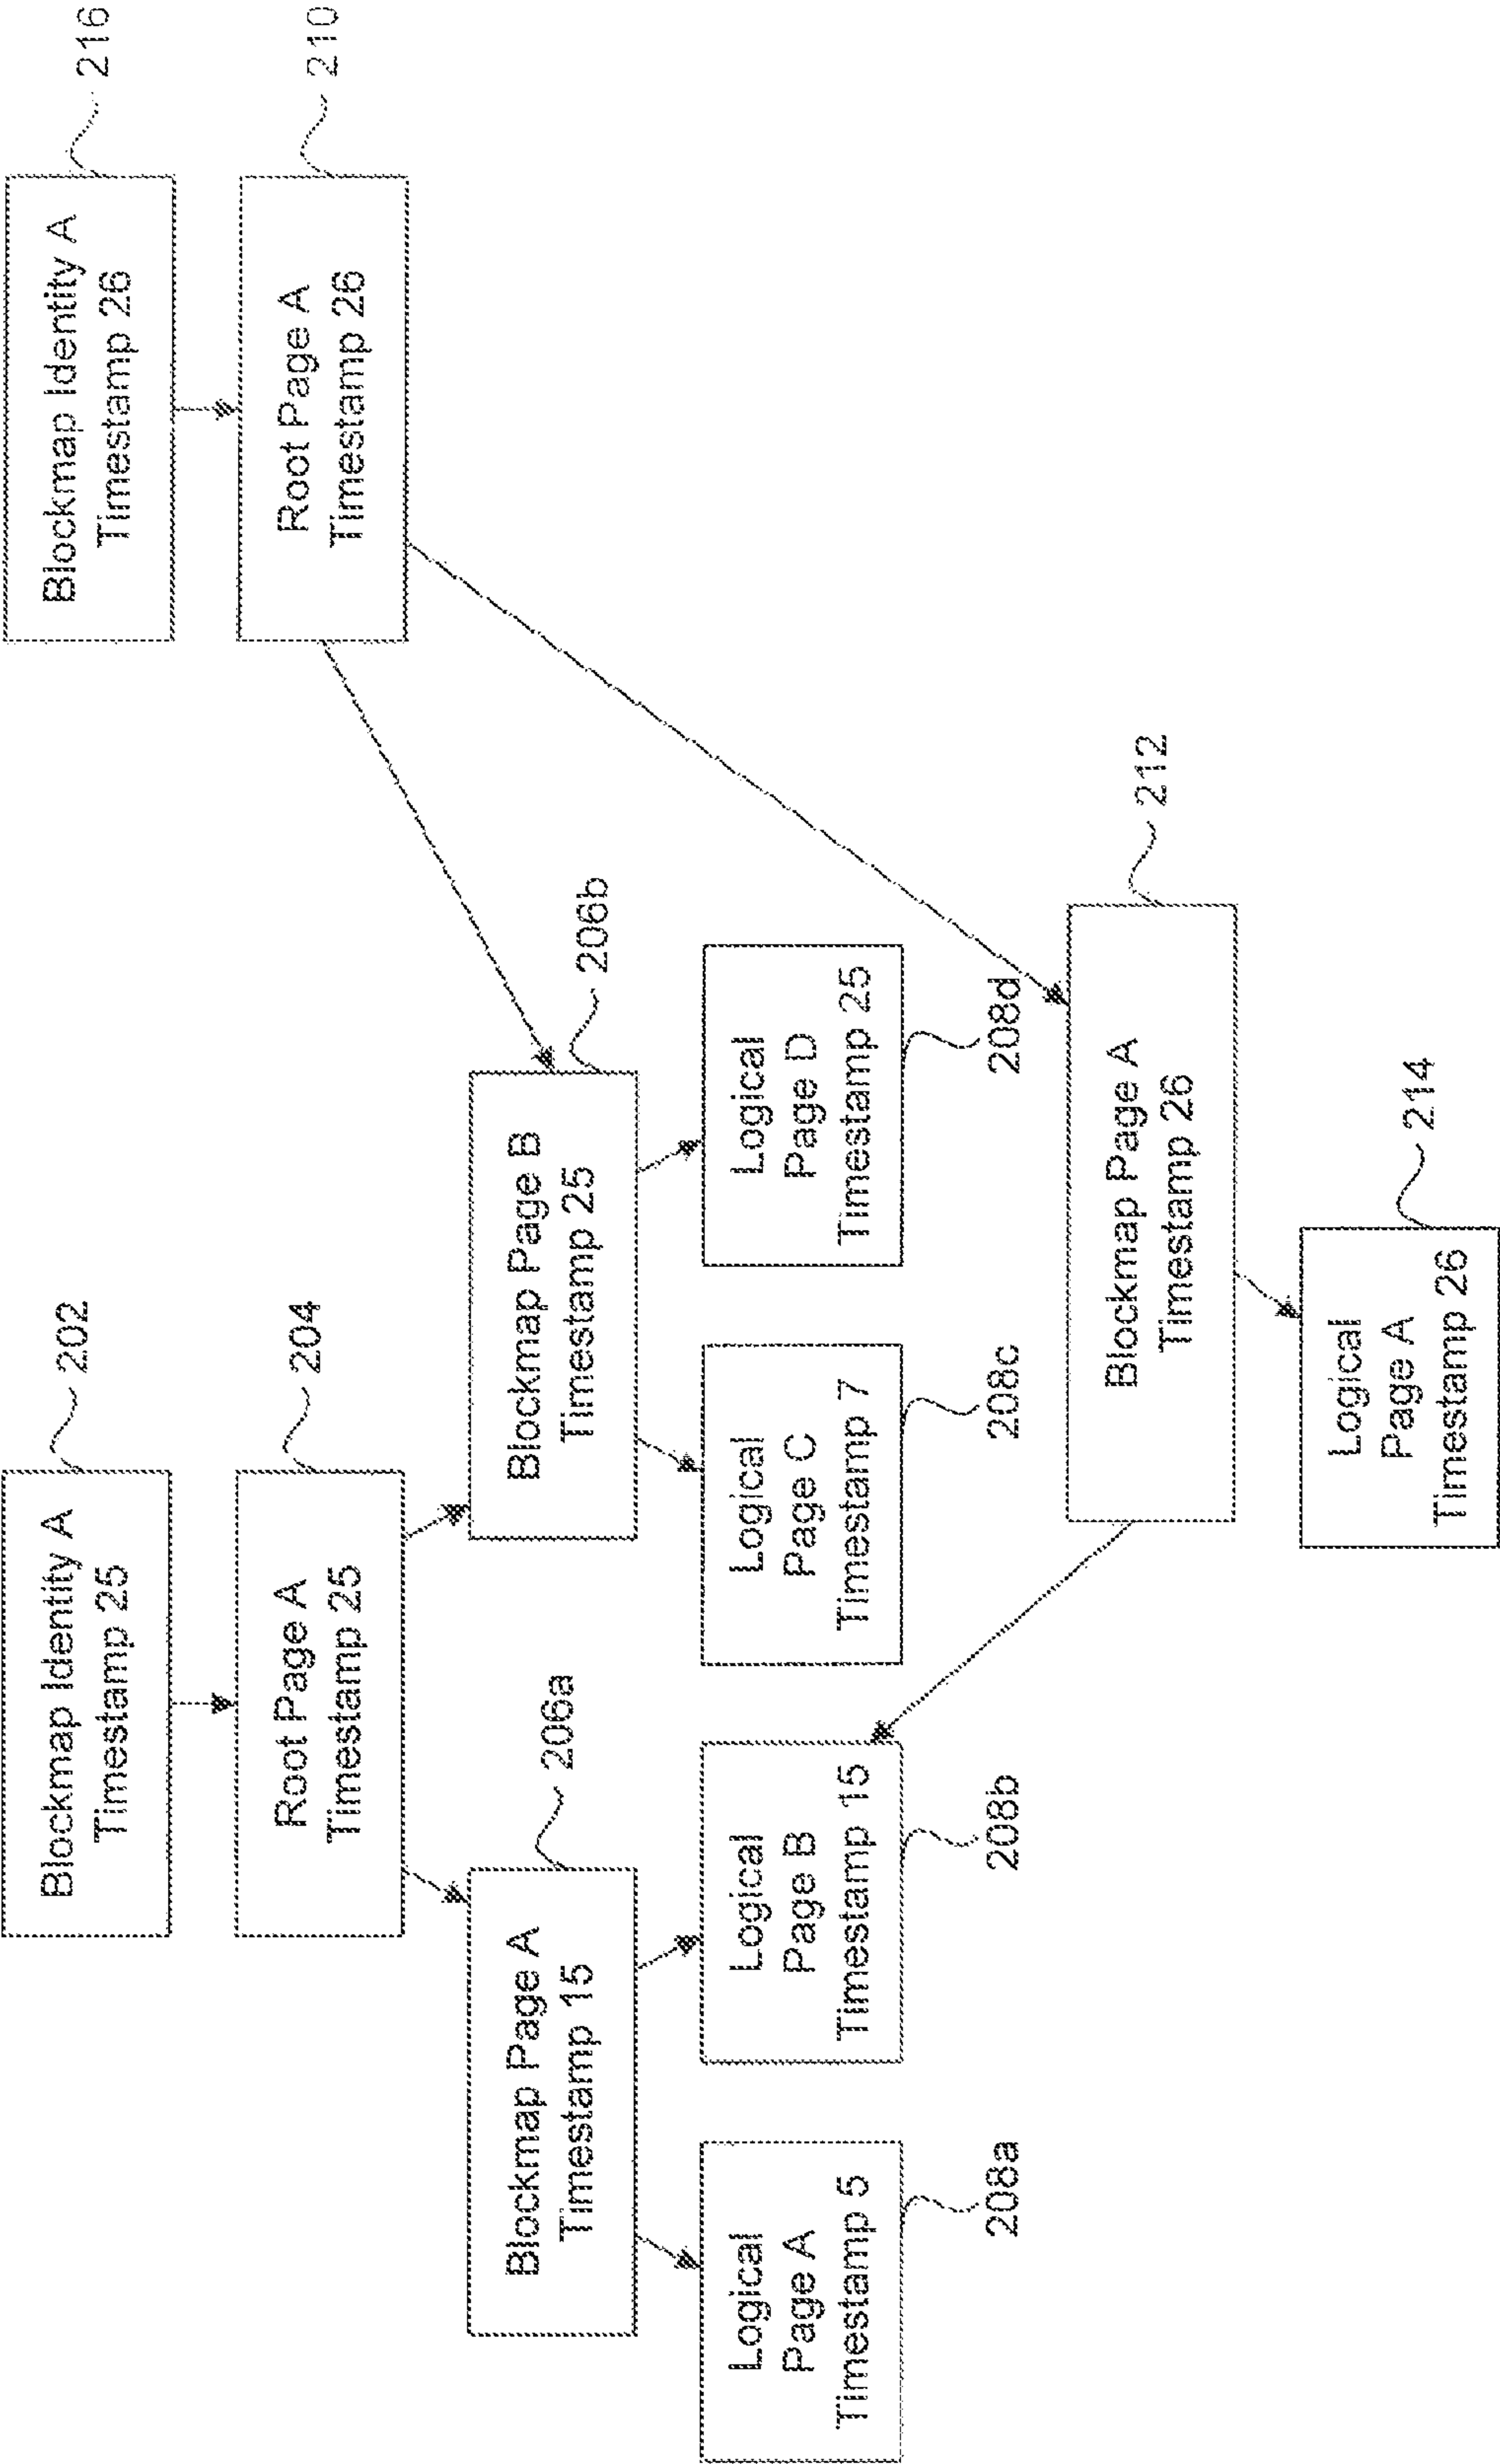 Blockmap Identity A
Timestamp 25
202
Blockmap Identity A
Timestamp 26
216
Root Page A
Timestamp 25
204
Root Page A
Timestamp 26
210
Blockmap Page A
Timestamp 15
206a
Blockmap Page B
Timestamp 25
206b
Logical
Page A
Timestamp 5
208a
Logical
Page B
Timestamp 15
208b
Logical
Page C
Timestamp 7
208c
Logical
Page D
Timestamp 25
208d
Blockmap Page A
Timestamp 26
212
Logical
Page A
Timestamp 26
214